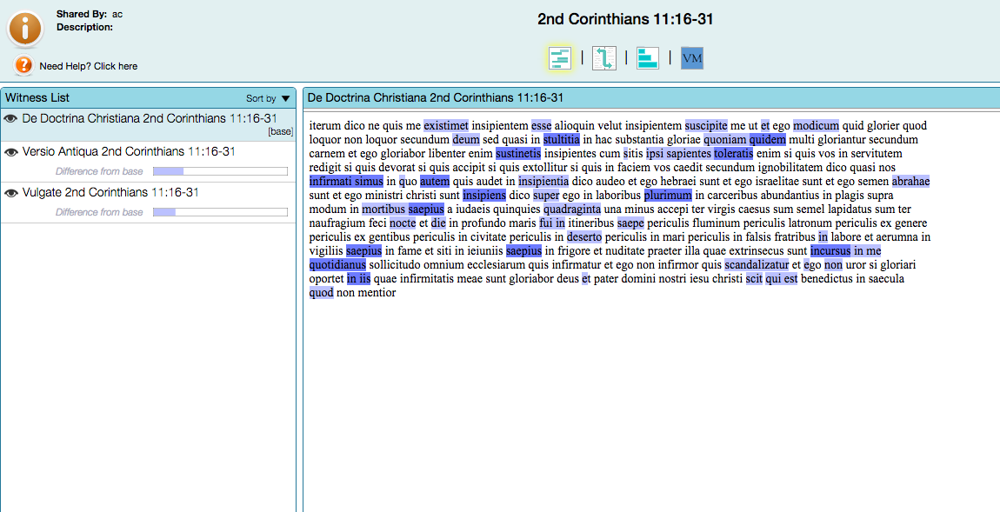 Shared By: ac
Description:
Need Help? Click here
2nd Corinthians 11:16-31
VM
Witness List
Sort by ▼
De Doctrina Christiana 2nd Corinthians 11:16-31
[base]
Versio Antiqua 2nd Corinthians 11:16-31
Difference from base
Vulgate 2nd Corinthians 11:16-31
Difference from base
De Doctrina Christiana 2nd Corinthians 11:16-31
iterum dico ne quis me existimet insipientem esse alioquin velut insipientem suscipite me ut et ego modicum quid glorier quod
loquor non loquor secundum deum sed quasi in stultitia in hac substantia gloriae quoniam quidem multi gloriantur secundum
carnem et ego gloriabor libenter enim sustinetis insipientes cum sitis ipsi sapientes toleratis enim si quis vos in servitutem
redigit si quis devorat si quis accipit si quis extollitur si quis in faciem vos caedit secundum ignobilitatem dico quasi nos
infirmati simus in quo autem quis audet in insipientia dico audeo et ego hebraei sunt et ego israelitae sunt et ego semen abrahae
sunt et ego ministri christi sunt insipiens dico super ego in laboribus plurimum in carceribus abundantius in plagis supra
modum in mortibus saepius a iudaeis quinquies quadraginta una minus accepi ter virgis caesus sum semel lapidatus sum ter
naufragium feci nocte et die in profundo maris fui in itineribus saepe periculis fluminum periculis latronum periculis ex genere
periculis ex gentibus periculis in civitate periculis in deserto periculis in mari periculis in falsis fratribus in labore et aerumna in
vigiliis saepius in fame et siti in ieiuniis saepius in frigore et nuditate praeter illa quae extrinsecus sunt incursus in me
quotidianus sollicitudo omnium ecclesiarum quis infirmatur et ego non infirmor quis scandalizatur et ego non uror si gloriari
oportet in iis quae infirmitatis meae sunt gloriabor deus et pater domini nostri iesu christi scit qui est benedictus in saecula
quod non mentior